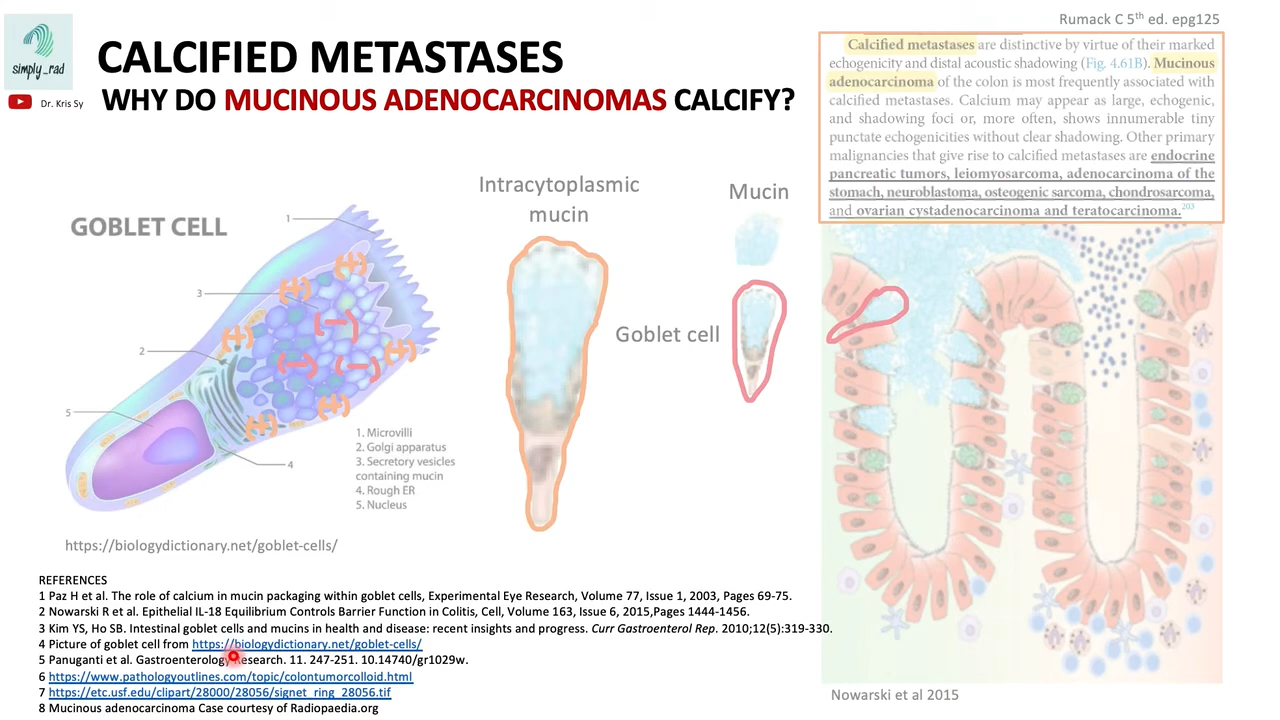 simply_rad
Dr. Kris Sy
CALCIFIED METASTASES
WHY DO MUCINOUS ADENOCARCINOMAS CALCIFY?
Rumack C 5th ed. epg125
Calcified metastases are distinctive by virtue of their marked
echogenicity and distal acoustic shadowing (Fig. 4.61B). Mucinous
adenocarcinoma of the colon is most frequently associated with
calcified metastases. Calcium may appear as large, echogenic,
and shadowing foci or, more often, shows innumerable tiny
punctate echogenicities without clear shadowing. Other primary
malignancies that give rise to calcified metastases are endocrine
pancreatic tumors, leiomyosarcoma, adenocarcinoma of the
stomach, neuroblastoma, osteogenic sarcoma, chondrosarcoma,
and ovarian cystadenocarcinoma and teratocarcinoma.203
GOBLET CELL
1
3
2
5
4
(+)
(+)
(+)
(+)
(+)
(+)
(-)
(-)
(-)
1. Microvilli
2. Golgi apparatus
3. Secretory vesicles
containing mucin
4. Rough ER
5. Nucleus
https://biologydictionary.net/goblet-cells/
Intracytoplasmic
mucin
Mucin
Goblet cell
Nowarski et al 2015
REFERENCES
1 Paz H et al. The role of calcium in mucin packaging within goblet cells, Experimental Eye Research, Volume 77, Issue 1, 2003, Pages 69-75.
2 Nowarski R et al. Epithelial IL-18 Equilibrium Controls Barrier Function in Colitis, Cell, Volume 163, Issue 6, 2015,Pages 1444-1456.
3 Kim YS, Ho SB. Intestinal goblet cells and mucins in health and disease: recent insights and progress. Curr Gastroenterol Rep. 2010;12(5):319-330.
4 Picture of goblet cell from https://biologydictionary.net/goblet-cells/
5 Panuganti et al. Gastroenterology Research. 11. 247-251. 10.14740/gr1029w.
6 https://www.pathologyoutlines.com/topic/colontumorcolloid.html
7 https://etc.usf.edu/clipart/28000/28056/signet_ring_28056.tif
8 Mucinous adenocarcinoma Case courtesy of Radiopaedia.org